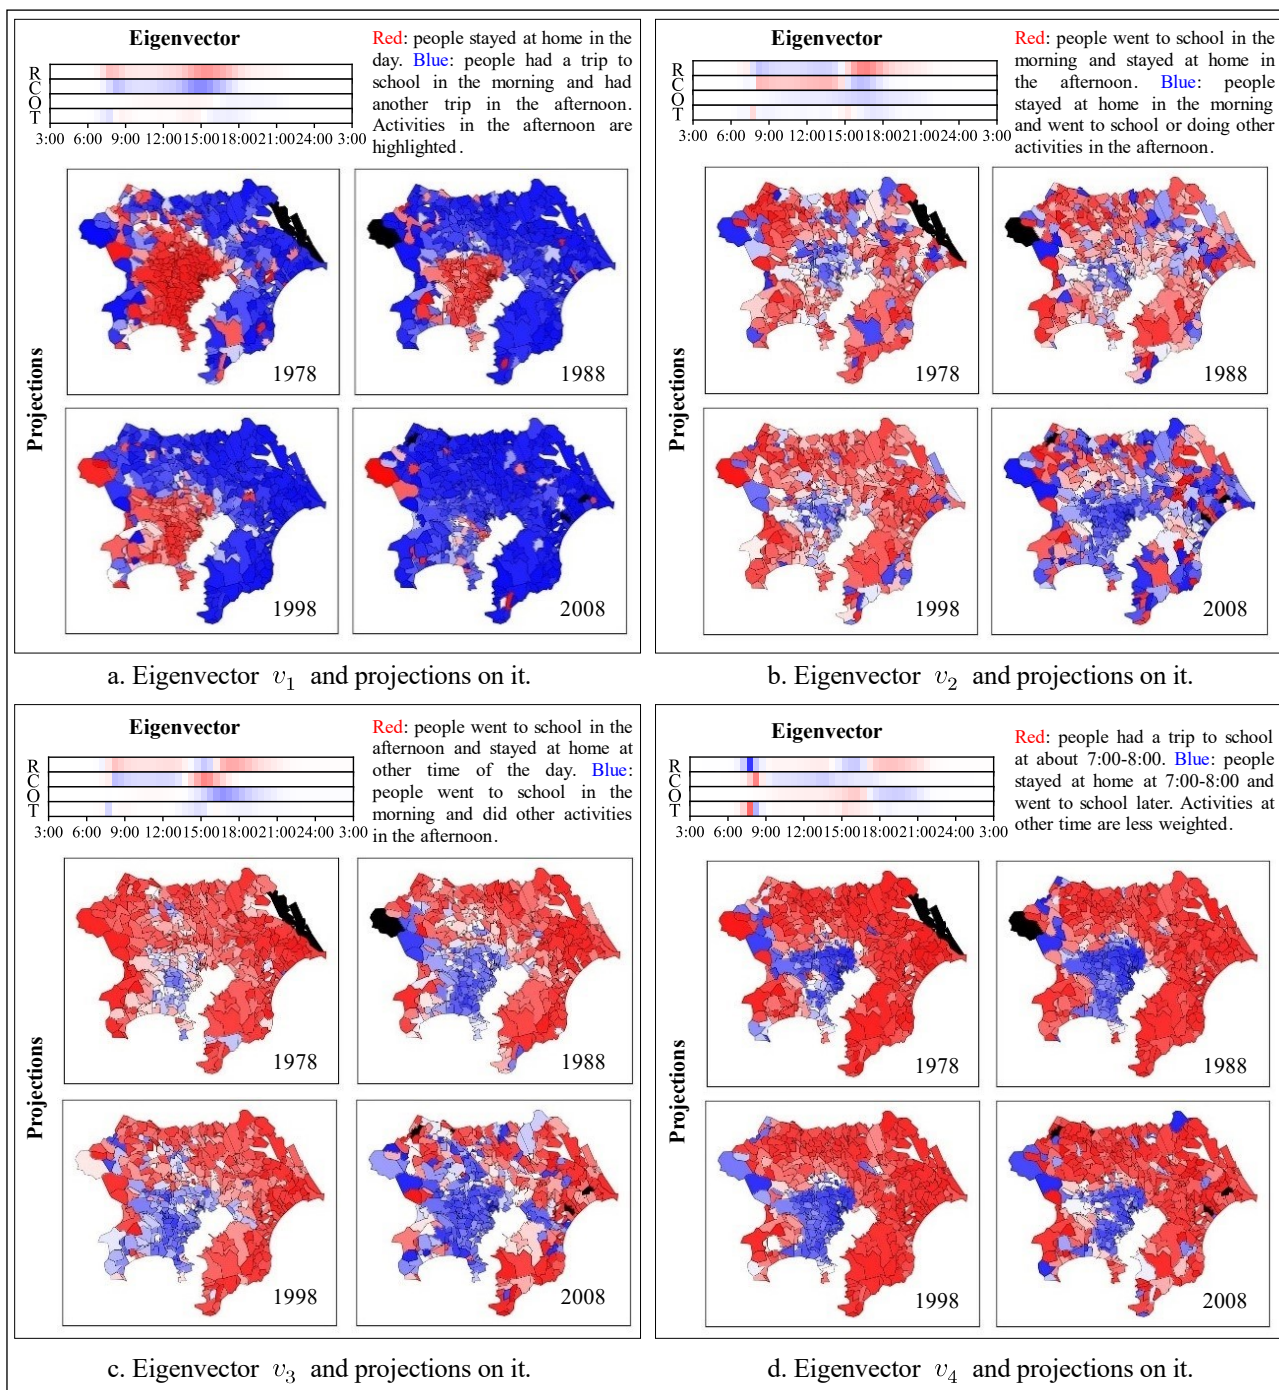 Eigenvector
R
C
O
T
3:00 6:00 9:00 12:00 15:00 18:00 21:00 24:00 3:00
Red: people stayed at home in the
day. Blue: people had a trip to
school in the morning and had
another trip in the afternoon.
Activities in the afternoon are
highlighted.
Projections
1978
1988
1998
2008
a. Eigenvector v1 and projections on it.
Eigenvector
R
C
O
T
3:00 6:00 9:00 12:00 15:00 18:00 21:00 24:00 3:00
Red: people went to school in the
morning and stayed at home in
the afternoon. Blue: people
stayed at home in the morning
and went to school or doing other
activities in the afternoon.
Projections
1978
1988
1998
2008
b. Eigenvector v2 and projections on it.
Eigenvector
R
C
O
T
3:00 6:00 9:00 12:00 15:00 18:00 21:00 24:00 3:00
Red: people went to school in the
afternoon and stayed at home at
other time of the day. Blue:
people went to school in the
morning and did other activities
in the afternoon.
Projections
1978
1988
1998
2008
c. Eigenvector v3 and projections on it.
Eigenvector
R
C
O
T
3:00 6:00 9:00 12:00 15:00 18:00 21:00 24:00 3:00
Red: people had a trip to school
at about 7:00-8:00. Blue: people
stayed at home at 7:00-8:00 and
went to school later. Activities at
other time are less weighted.
Projections
1978
1988
1998
2008
d. Eigenvector v4 and projections on it.